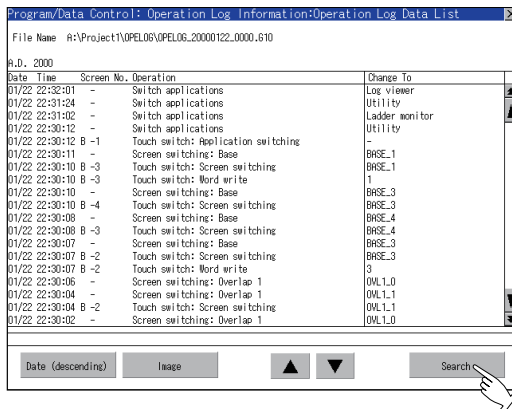 Program/Data Control: Operation Log Information:Operation Log Data List
File Name A:\Project1\OPELOG\OPELOG_20000122_0000.G1O
A.D. 2000
Date Time Screen No. Operation Change To
01/22 22:32:01 - Switch applications Log viewer
01/22 22:31:24 - Switch applications Utility
01/22 22:31:02 - Switch applications Ladder monitor
01/22 22:30:12 - Switch applications Utility
01/22 22:30:12 B -1 Touch switch: Application switching -
01/22 22:30:11 - Screen switching: Base BASE_1
01/22 22:30:10 B -3 Touch switch: Screen switching BASE_1
01/22 22:30:10 B -3 Touch switch: Word write 1
01/22 22:30:10 - Screen switching: Base BASE_3
01/22 22:30:10 B -4 Touch switch: Screen switching BASE_3
01/22 22:30:08 - Screen switching: Base BASE_4
01/22 22:30:08 B -3 Touch switch: Screen switching BASE_4
01/22 22:30:07 - Screen switching: Base BASE_3
01/22 22:30:07 B -2 Touch switch: Screen switching BASE_3
01/22 22:30:07 B -2 Touch switch: Word write 3
01/22 22:30:06 - Screen switching: Overlap 1 OVL1_0
01/22 22:30:04 - Screen switching: Overlap 1 OVL1_1
01/22 22:30:04 B -2 Touch switch: Screen switching OVL1_1
01/22 22:30:02 - Screen switching: Overlap 1 OVL1_0
Date (descending) Image ▲ ▼ Search